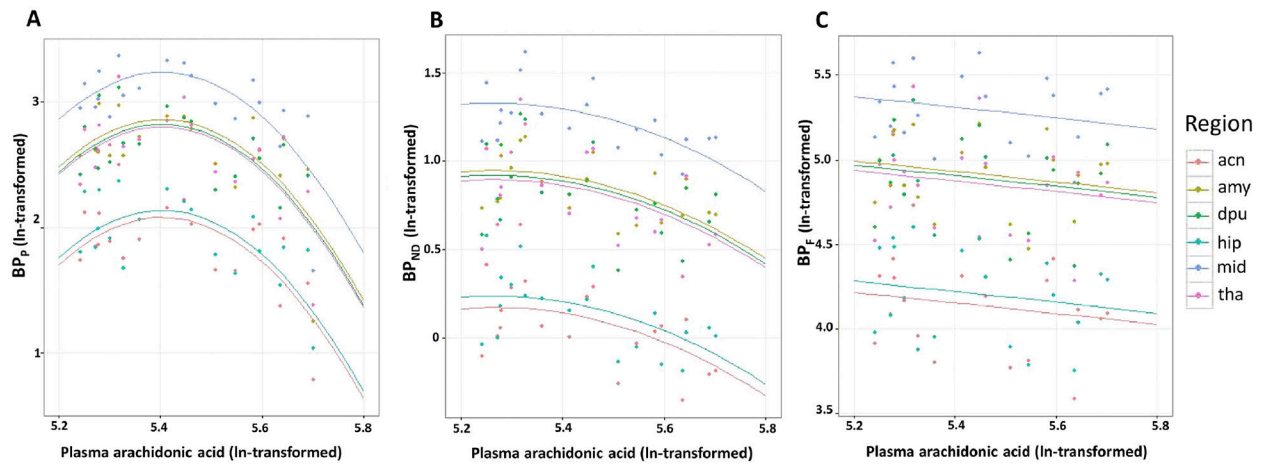 A
BPP (ln-transformed)
3
2
1
5.2 5.4 5.6 5.8
Plasma arachidonic acid (ln-transformed)
B
BPND (ln-transformed)
1.5
1.0
0.5
0
5.2 5.4 5.6 5.8
Plasma arachidonic acid (ln-transformed)
C
BPF (ln-transformed)
5.5
5.0
4.5
4.0
3.5
5.2 5.4 5.6 5.8
Plasma arachidonic acid (ln-transformed)
Region
acn
amy
dpu
hip
mid
tha